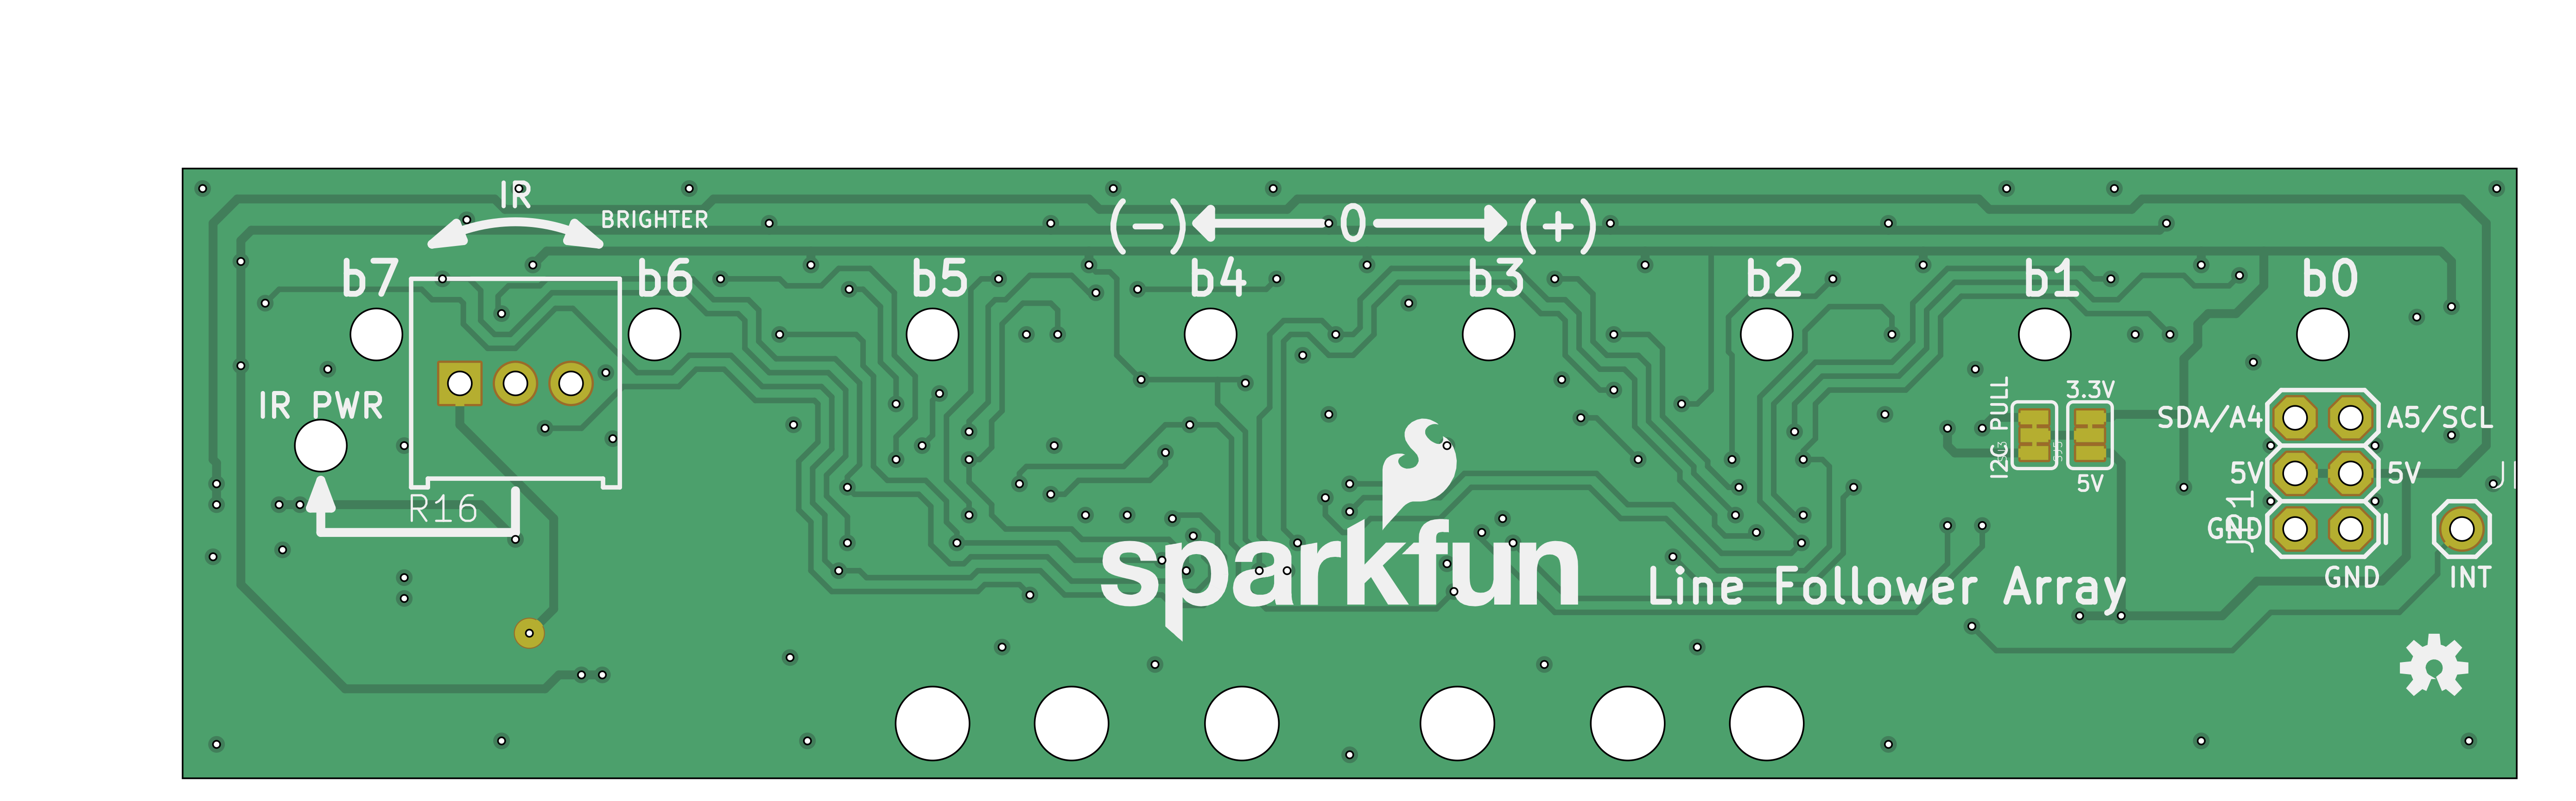 IR
BRIGHTER
(-) 0 (+)
b7 b6 b5 b4 b3 b2 b1 b0
IR PWR
R16
I2C PULL
3.3V
5V
SDA/A4 A5/SCL
5V 5V
GND
GND
INT
sparkfun
Line Follower Array